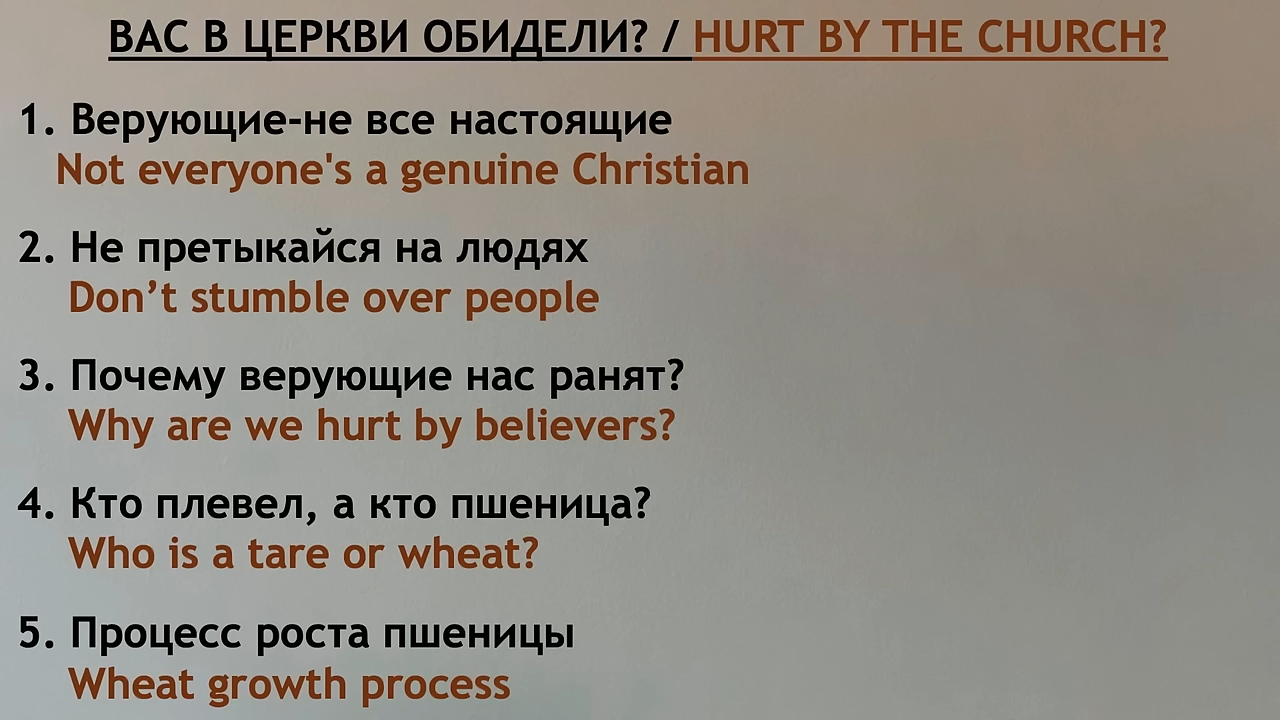 ВАС В ЦЕРКВИ ОБИДЕЛИ? / HURT BY THE CHURCH?
1. Верующие-не все настоящие
Not everyone's a genuine Christian
2. Не претыкайся на людях
Don’t stumble over people
3. Почему верующие нас ранят?
Why are we hurt by believers?
4. Кто плевел, а кто пшеница?
Who is a tare or wheat?
5. Процесс роста пшеницы
Wheat growth process